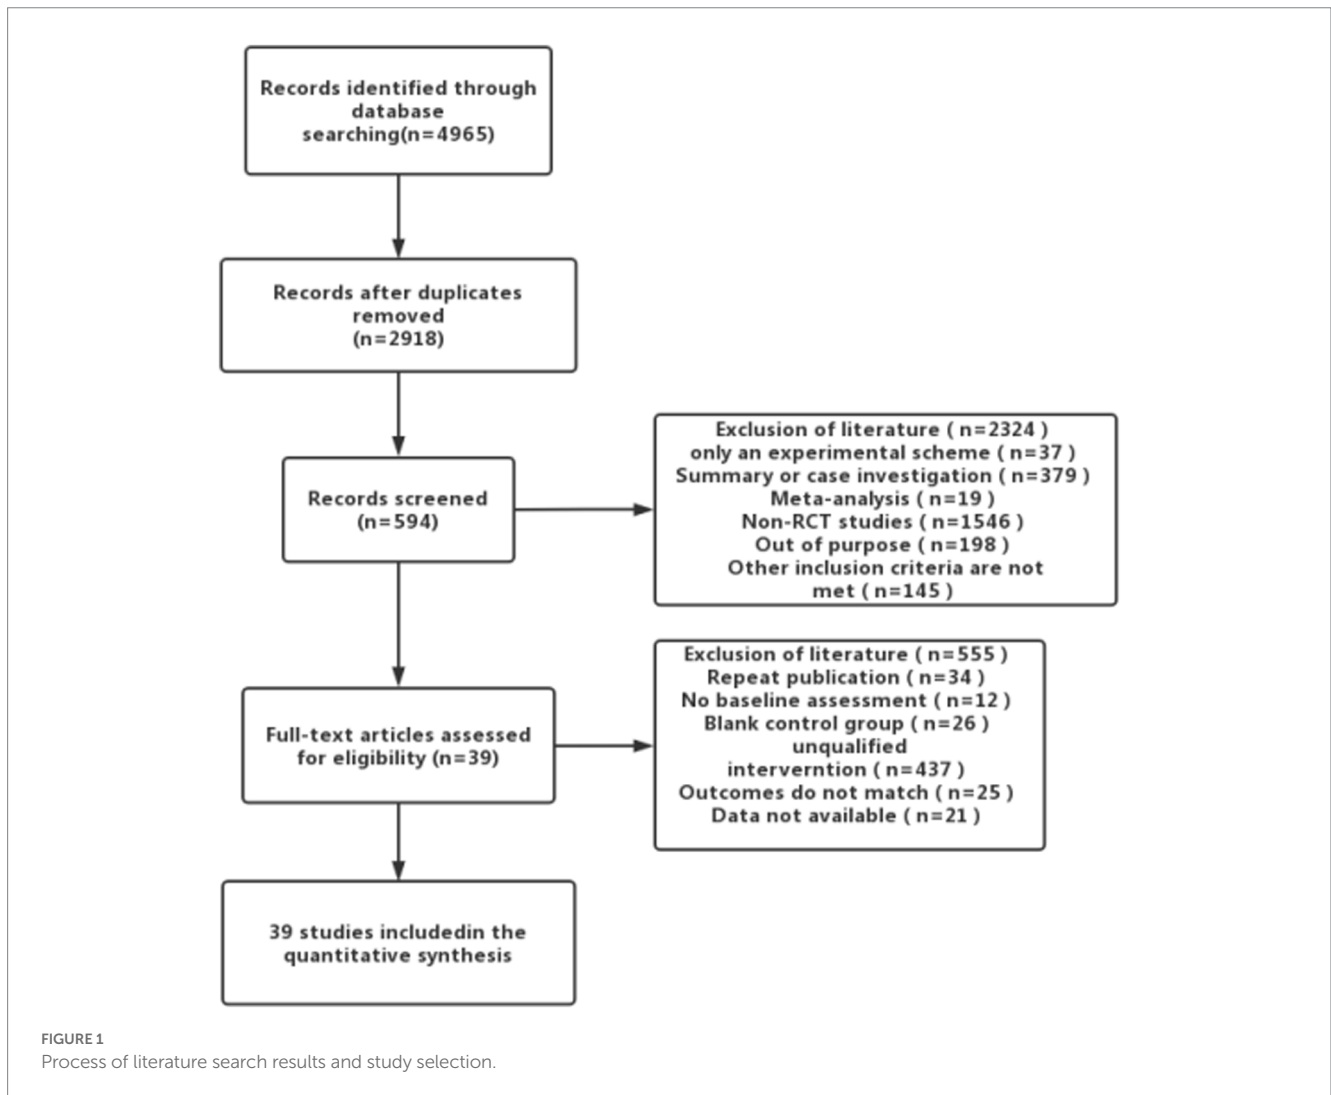 Records identified through
database
searching(n=4965)
Records after duplicates
removed
(n=2918)
Records screened
(n=594)
Exclusion of literature ( n=2324 )
only an experimental scheme ( n=37 )
Summary or case investigation ( n=379 )
Meta-analysis ( n=19 )
Non-RCT studies ( n=1546 )
Out of purpose ( n=198 )
Other inclusion criteria are not
met ( n=145 )
Full-text articles assessed
for eligibility (n=39)
Exclusion of literature ( n=555 )
Repeat publication ( n=34 )
No baseline assessment ( n=12 )
Blank control group ( n=26 )
unqualified
interverntion ( n=437 )
Outcomes do not match ( n=25 )
Data not available ( n=21 )
39 studies includedin the
quantitative synthesis
FIGURE 1
Process of literature search results and study selection.